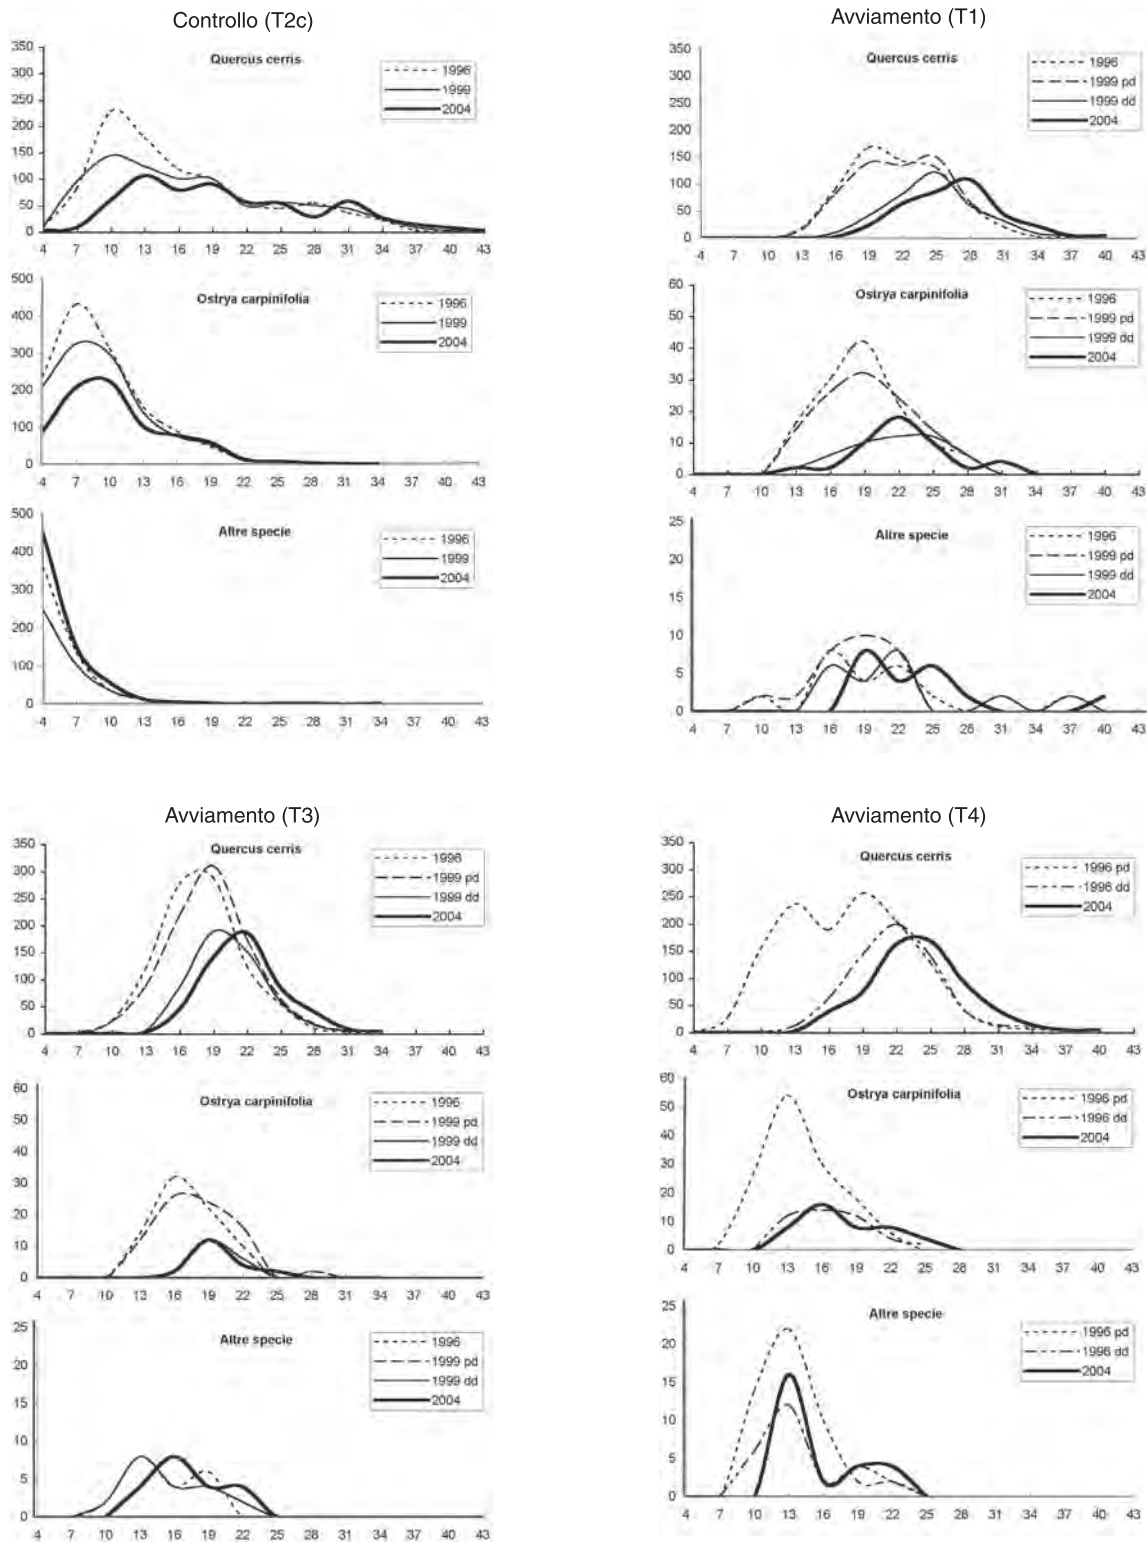 Controllo (T2c)
Quercus cerris
350
300
250
200
150
100
50
0
1996
1999
2004
4 7 10 13 16 19 22 25 28 31 34 37 40 43
Ostrya carpinifolia
500
400
300
200
100
0
1996
1999
2004
4 7 10 13 16 19 22 25 28 31 34 37 40 43
Altre specie
500
400
300
200
100
0
1996
1999
2004
4 7 10 13 16 19 22 25 28 31 34 37 40 43
Avviamento (T1)
Quercus cerris
350
300
250
200
150
100
50
0
1996
1999 pd
1999 dd
2004
4 7 10 13 16 19 22 25 28 31 34 37 40 43
Ostrya carpinifolia
60
50
40
30
20
10
0
1996
1999 pd
1999 dd
2004
4 7 10 13 16 19 22 25 28 31 34 37 40 43
Altre specie
25
20
15
10
5
0
1996
1999 pd
1999 dd
2004
4 7 10 13 16 19 22 25 28 31 34 37 40 43
Avviamento (T3)
Quercus cerris
350
300
250
200
150
100
50
0
1996
1999 pd
1999 dd
2004
4 7 10 13 16 19 22 25 28 31 34 37 40 43
Ostrya carpinifolia
60
50
40
30
20
10
0
1996
1999 pd
1999 dd
2004
4 7 10 13 16 19 22 25 28 31 34 37 40 43
Altre specie
25
20
15
10
5
0
1996
1999 pd
1999 dd
2004
4 7 10 13 16 19 22 25 28 31 34 37 40 43
Avviamento (T4)
Quercus cerris
350
300
250
200
150
100
50
0
1996 pd
1996 dd
2004
4 7 10 13 16 19 22 25 28 31 34 37 40 43
Ostrya carpinifolia
60
50
40
30
20
10
0
1996 pd
1996 dd
2004
4 7 10 13 16 19 22 25 28 31 34 37 40 43
Altre specie
25
20
15
10
5
0
1996 pd
1996 dd
2004
4 7 10 13 16 19 22 25 28 31 34 37 40 43